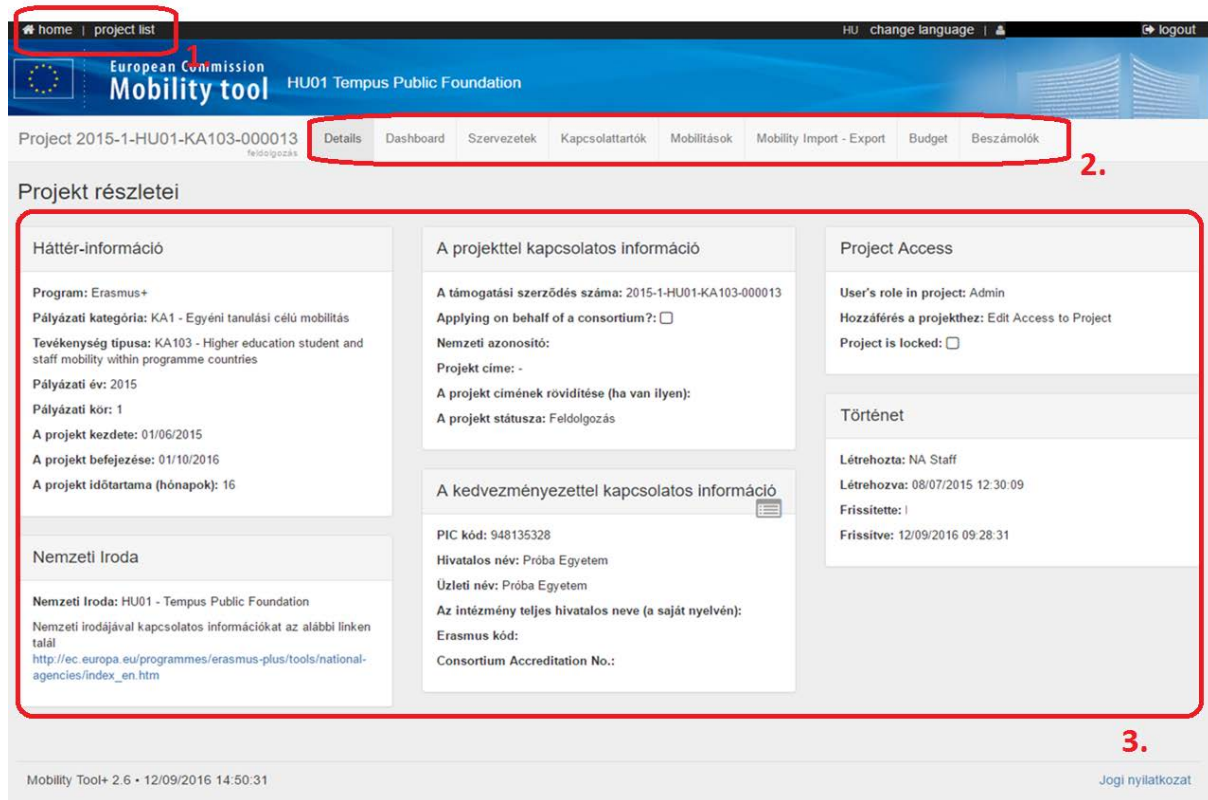 home | project list
HU change language | logout
1.
European Commission
Mobility tool
HU01 Tempus Public Foundation
Project 2015-1-HU01-KA103-000013
feldolgozás
Details Dashboard Szervezetek Kapcsolattartók Mobilitások Mobility Import - Export Budget Beszámolók
2.
Projekt részletei
Háttér-információ
Program: Erasmus+
Pályázati kategória: KA1 - Egyéni tanulási célú mobilitás
Tevékenység típusa: KA103 - Higher education student and
staff mobility within programme countries
Pályázati év: 2015
Pályázati kör: 1
A projekt kezdete: 01/06/2015
A projekt befejezése: 01/10/2016
A projekt időtartama (hónapok): 16
Nemzeti Iroda
Nemzeti Iroda: HU01 - Tempus Public Foundation
Nemzeti irodájával kapcsolatos információkat az alábbi linken
talál
http://ec.europa.eu/programmes/erasmus-plus/tools/national-
agencies/index_en.htm
A projekttel kapcsolatos információ
A támogatási szerződés száma: 2015-1-HU01-KA103-000013
Applying on behalf of a consortium?:
Nemzeti azonosító:
Projekt címe: -
A projekt címének rövidítése (ha van ilyen):
A projekt státusza: Feldolgozás
A kedvezményezettel kapcsolatos információ
PIC kód: 948135328
Hivatalos név: Próba Egyetem
Üzleti név: Próba Egyetem
Az intézmény teljes hivatalos neve (a saját nyelvén):
Erasmus kód:
Consortium Accreditation No.:
Project Access
User's role in project: Admin
Hozzáférés a projekthez: Edit Access to Project
Project is locked:
Történet
Létrehozta: NA Staff
Létrehozva: 08/07/2015 12:30:09
Frissítette:
Frissítve: 12/09/2016 09:28:31
3.
Mobility Tool+ 2.6 • 12/09/2016 14:50:31
Jogi nyilatkozat